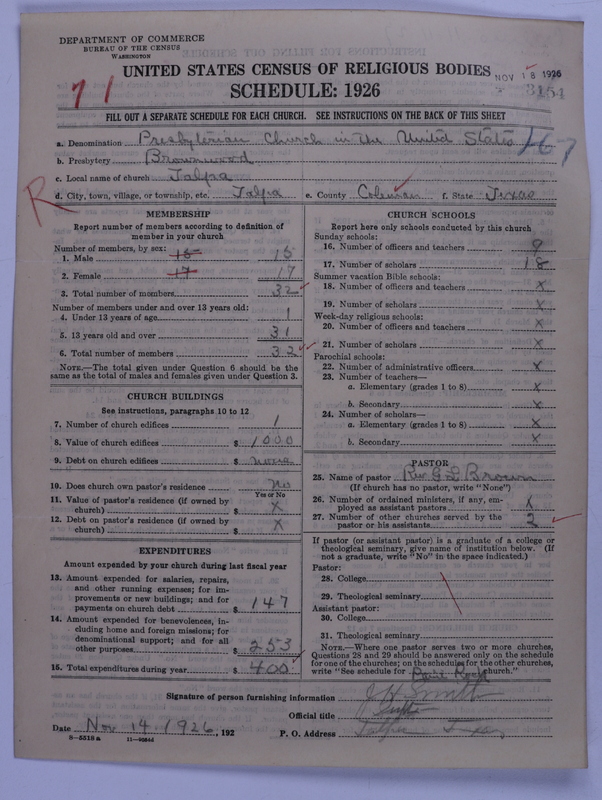 DEPARTMENT OF COMMERCE
BUREAU OF THE CENSUS
WASHINGTON
UNITED STATES CENSUS OF RELIGIOUS BODIES
NOV 18 1926
SCHEDULE: 1926
3154
71
FILL OUT A SEPARATE SCHEDULE FOR EACH CHURCH. SEE INSTRUCTIONS ON THE BACK OF THIS SHEET
a. Denomination Presbyterian Church in the United States
167
b. Presbytery Brownwood
c. Local name of church Talpa
R
d. City, town, village, or township, etc. Talpa e. County Coleman f. State Texas
MEMBERSHIP
Report number of members according to definition of
member in your church
Number of members, by sex:
1. Male 15 15
2. Female 17 17
3. Total number of members 32
Number of members under and over 13 years old:
4. Under 13 years of age 1
5. 13 years old and over 31
6. Total number of members 32
NOTE.—The total given under Question 6 should be the
same as the total of males and females given under Question 3.
CHURCH BUILDINGS
See instructions, paragraphs 10 to 12
7. Number of church edifices 1
8. Value of church edifices $ 1000
9. Debt on church edifices $ none
10. Does church own pastor's residence No
Yes or No
11. Value of pastor's residence (if owned by
church) $ X
12. Debt on pastor's residence (if owned by
church) $ X
EXPENDITURES
Amount expended by your church during last fiscal year
13. Amount expended for salaries, repairs,
and other running expenses; for im-
provements or new buildings; and for
payments on church debt $ 147
14. Amount expended for benevolences, in-
cluding home and foreign missions; for
denominational support; and for all
other purposes $ 253
15. Total expenditures during year $ 400
CHURCH SCHOOLS
Report here only schools conducted by this church
Sunday schools:
16. Number of officers and teachers 9
17. Number of scholars 18
Summer vacation Bible schools:
18. Number of officers and teachers X
19. Number of scholars X
Week-day religious schools:
20. Number of officers and teachers X
21. Number of scholars X
Parochial schools:
22. Number of administrative officers X
23. Number of teachers—
a. Elementary (grades 1 to 8) X
b. Secondary X
24. Number of scholars—
a. Elementary (grades 1 to 8) X
b. Secondary X
PASTOR
25. Name of pastor Rev. G L Brown
(If church has no pastor, write "None")
26. Number of ordained ministers, if any, em-
ployed as assistant pastors X
27. Number of other churches served by the
pastor or his assistants 2
If pastor (or assistant pastor) is a graduate of a college or
theological seminary, give name of institution below. (If
not a graduate, write "No" in the space indicated.)
Pastor:
28. College
29. Theological seminary
Assistant pastor:
30. College
31. Theological seminary
NOTE.—Where one pastor serves two or more churches,
Questions 28 and 29 should be answered only on the schedule
for one of the churches; on the schedules for the other churches,
write "See schedule for Paint Rock church."
Signature of person furnishing information J H Smith
Official title
Date Nov 14, 1926, 192 P. O. Address Talpa Texas
8—5518 a